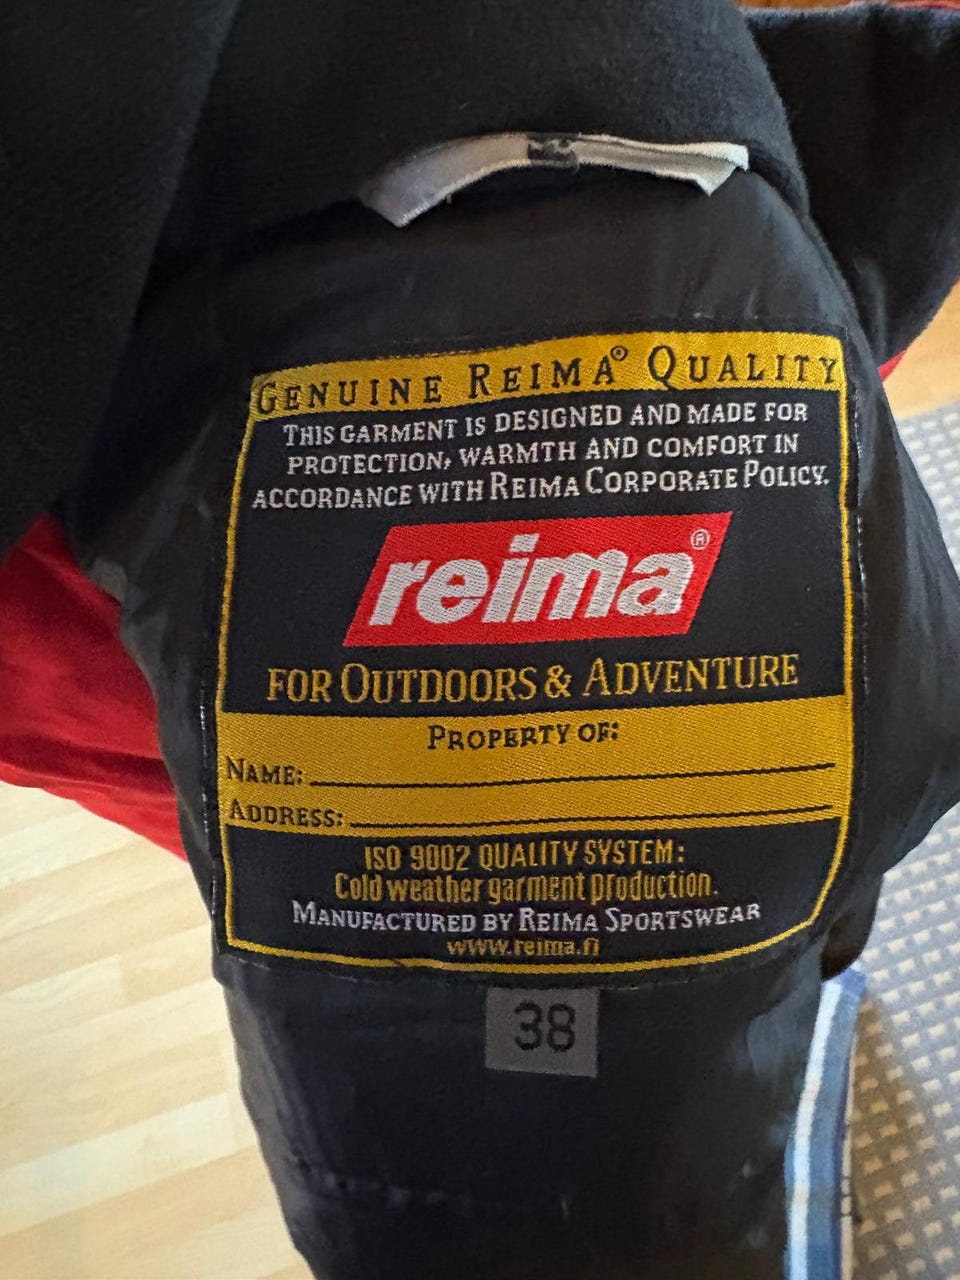 GENUINE REIMA® QUALITY
THIS GARMENT IS DESIGNED AND MADE FOR
PROTECTION, WARMTH AND COMFORT IN
ACCORDANCE WITH REIMA CORPORATE POLICY.
reima®
FOR OUTDOORS & ADVENTURE
PROPERTY OF:
NAME:
ADDRESS:
ISO 9002 QUALITY SYSTEM:
Cold weather garment production.
MANUFACTURED BY REIMA SPORTSWEAR
www.reima.fi
38